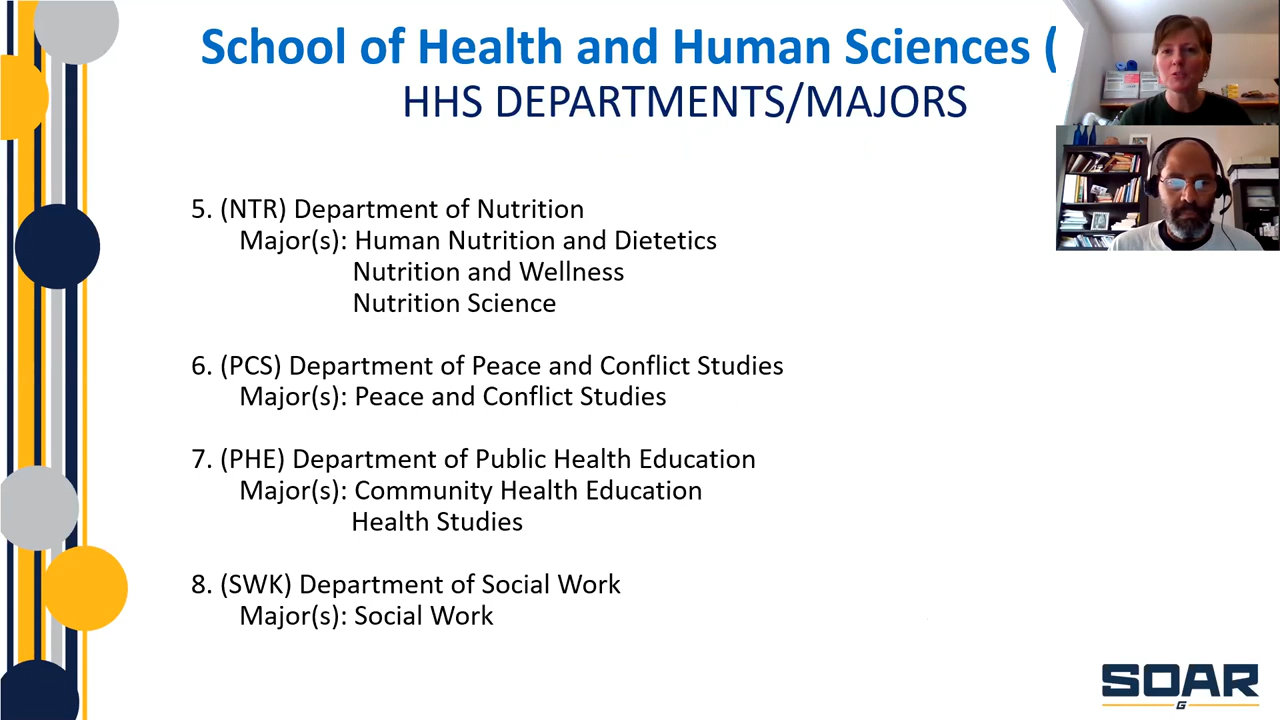 School of Health and Human Sciences (
HHS DEPARTMENTS/MAJORS
5. (NTR) Department of Nutrition
Major(s): Human Nutrition and Dietetics
Nutrition and Wellness
Nutrition Science
6. (PCS) Department of Peace and Conflict Studies
Major(s): Peace and Conflict Studies
7. (PHE) Department of Public Health Education
Major(s): Community Health Education
Health Studies
8. (SWK) Department of Social Work
Major(s): Social Work
SOAR
G